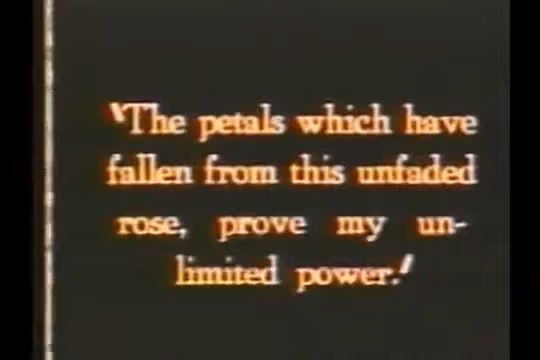 "The petals which have
fallen from this unfaded
rose, prove my un-
limited power."